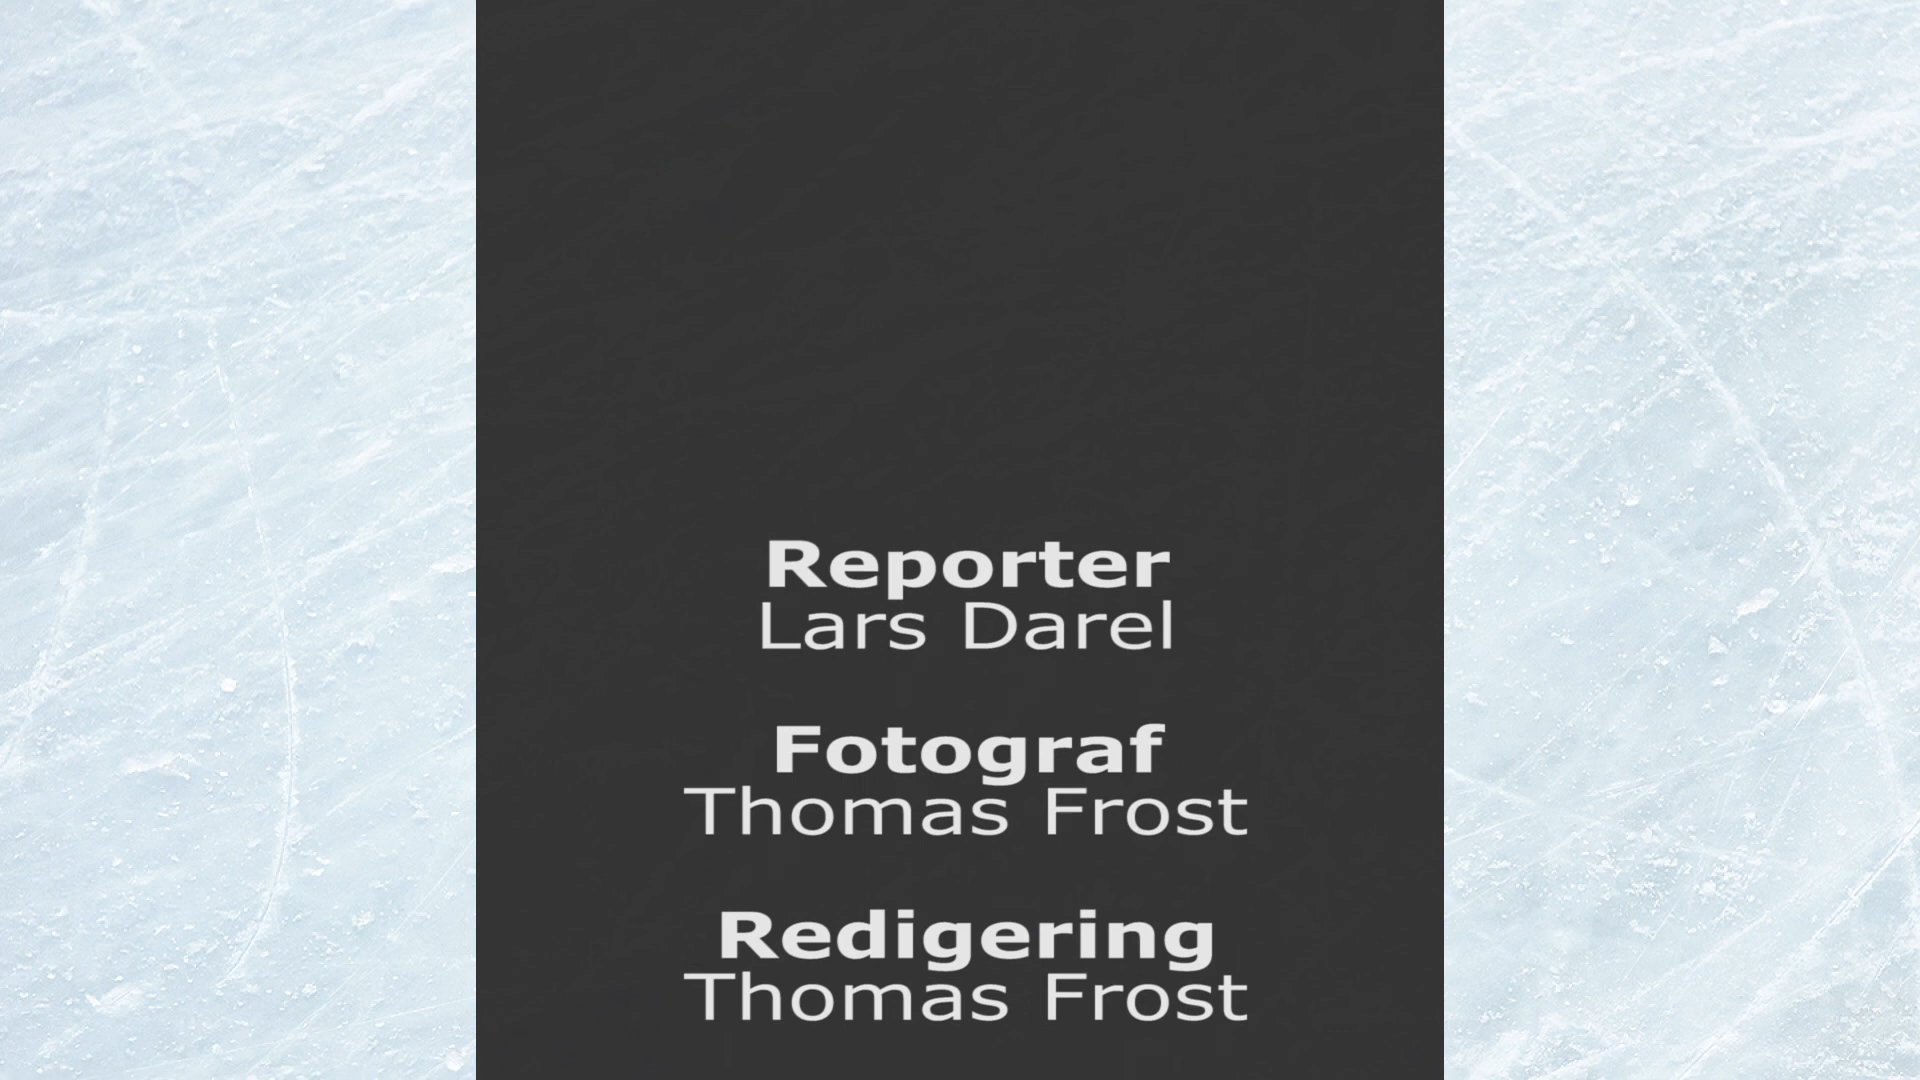 Reporter
Lars Darel
Fotograf
Thomas Frost
Redigering
Thomas Frost